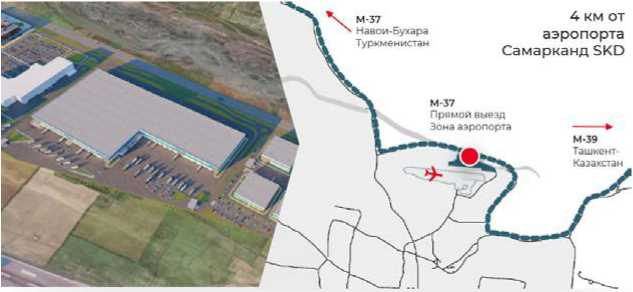 М-37
Навои-Бухара
Туркменистан
4 км от
аэропорта
Самарканд SKD
М-37
Прямой выезд
Зона аэропорта
М-39
Ташкент-
Казахстан